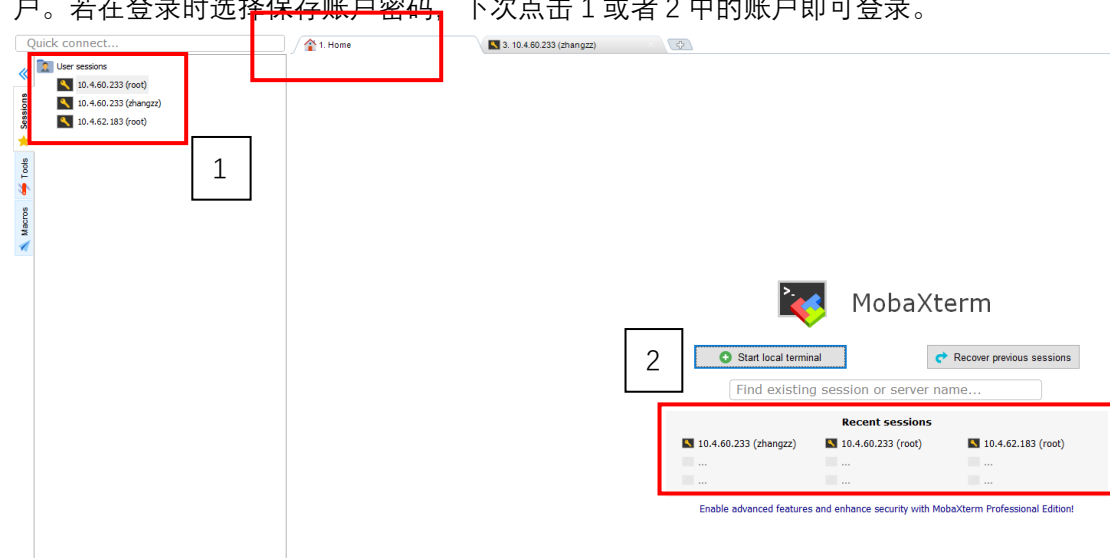 户。若在登录时选择保存账户密码，下次点击1或者2中的账户即可登录。
Quick connect...
1. Home
3. 10.4.60.233 (zhangzz)
User sessions
10.4.60.233 (root)
10.4.60.233 (zhangzz)
10.4.62.183 (root)
Sessions
Tools
Macros
1
MobaXterm
2
Start local terminal
Recover previous sessions
Find existing session or server name...
Recent sessions
10.4.60.233 (zhangzz) 10.4.60.233 (root) 10.4.62.183 (root)
... ... ...
... ... ...
Enable advanced features and enhance security with MobaXterm Professional Edition!